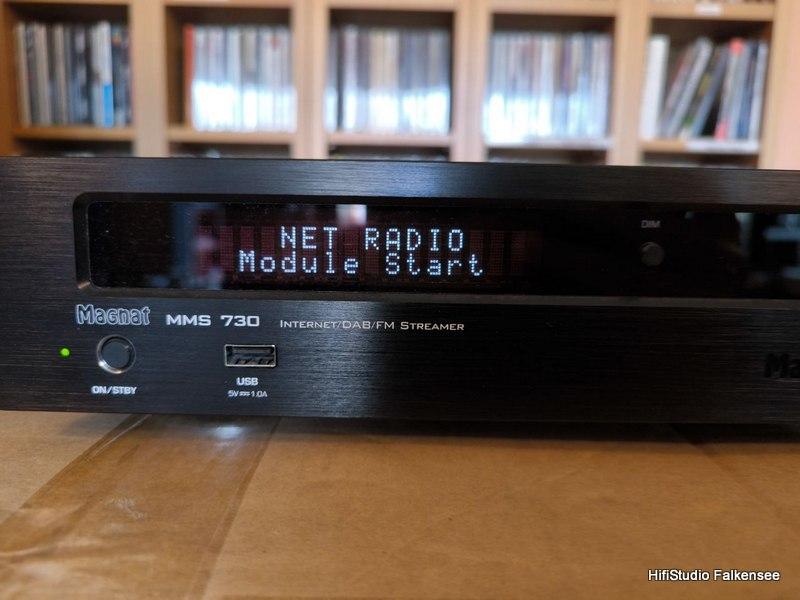 NET RADIO
Module Start
DIM
Magnat MMS 730 Internet/DAB/FM Streamer
ON/STBY
USB
5V⎓1.0A
Ma
HifiStudio Falkensee